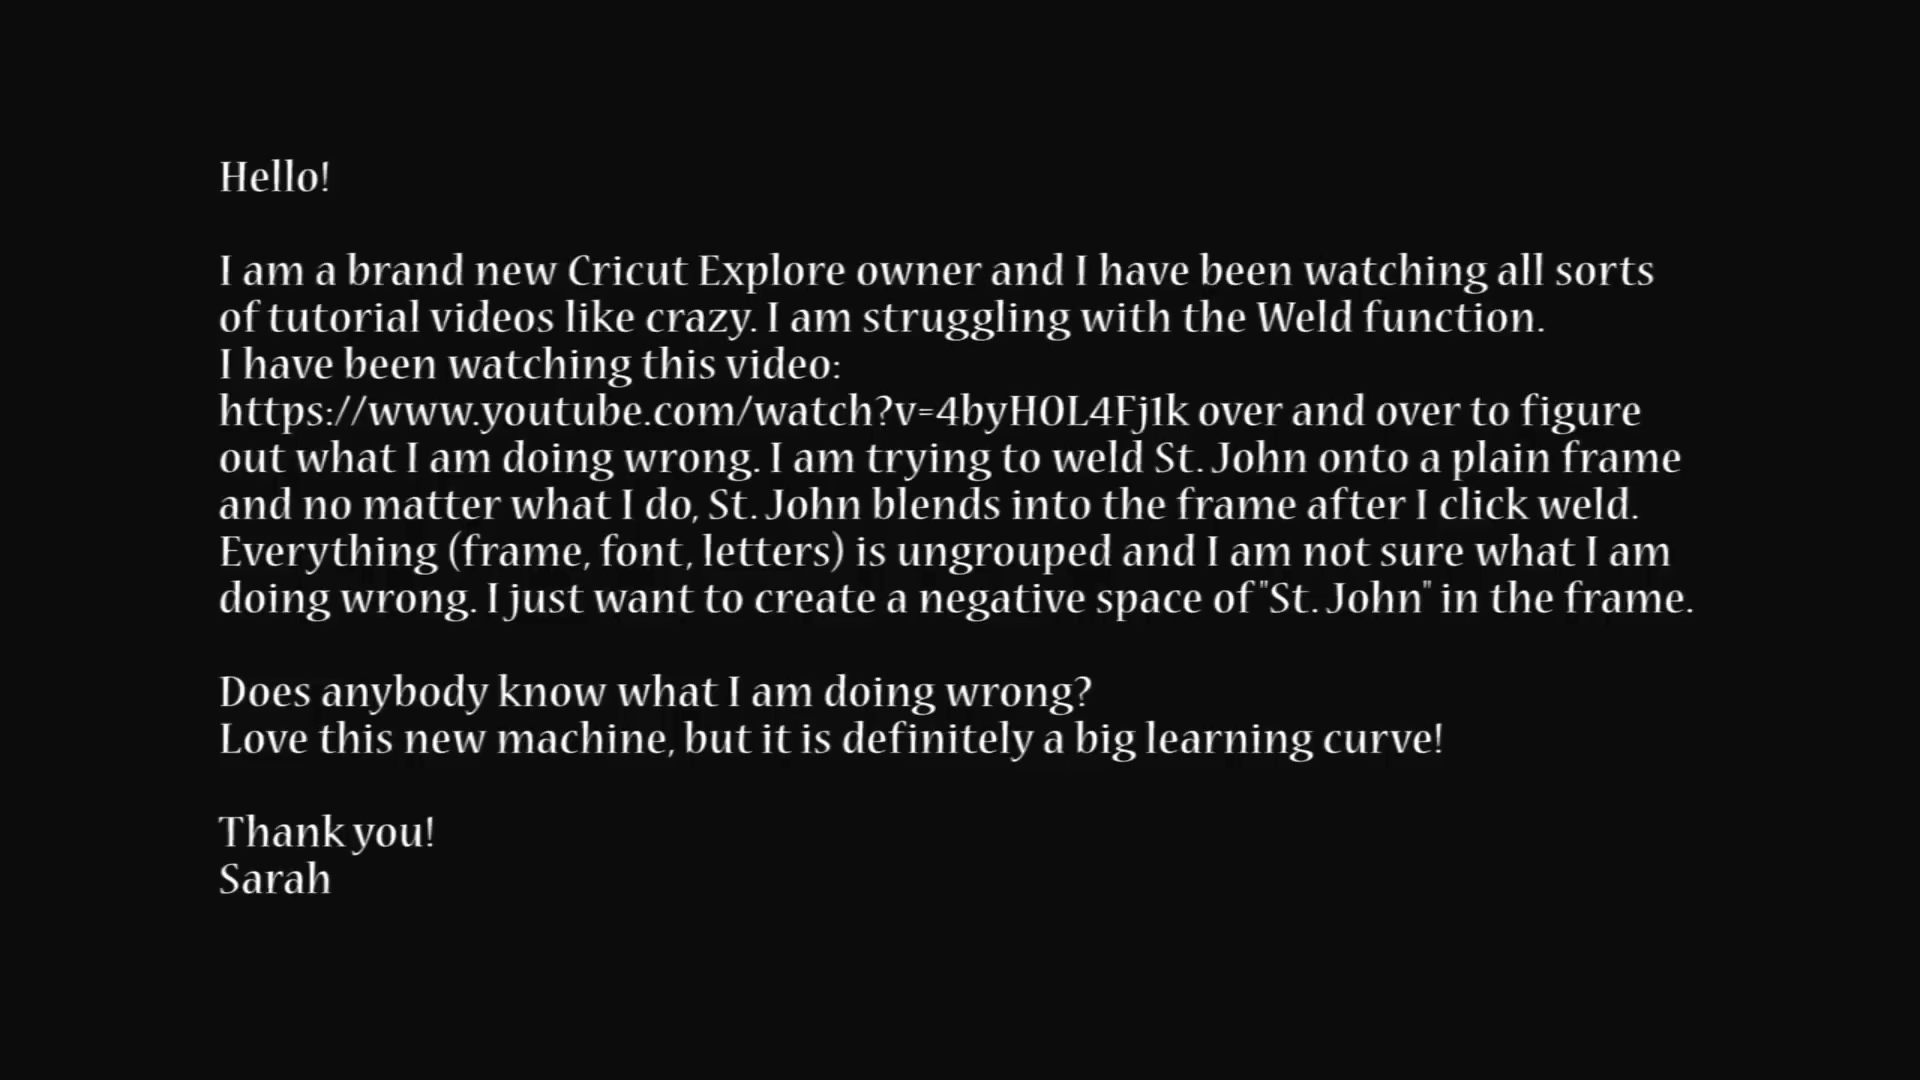 Hello!
I am a brand new Cricut Explore owner and I have been watching all sorts
of tutorial videos like crazy. I am struggling with the Weld function.
I have been watching this video:
https://www.youtube.com/watch?v=4byH0L4Fj1k over and over to figure
out what I am doing wrong. I am trying to weld St. John onto a plain frame
and no matter what I do, St. John blends into the frame after I click weld.
Everything (frame, font, letters) is ungrouped and I am not sure what I am
doing wrong. I just want to create a negative space of "St. John" in the frame.
Does anybody know what I am doing wrong?
Love this new machine, but it is definitely a big learning curve!
Thank you!
Sarah